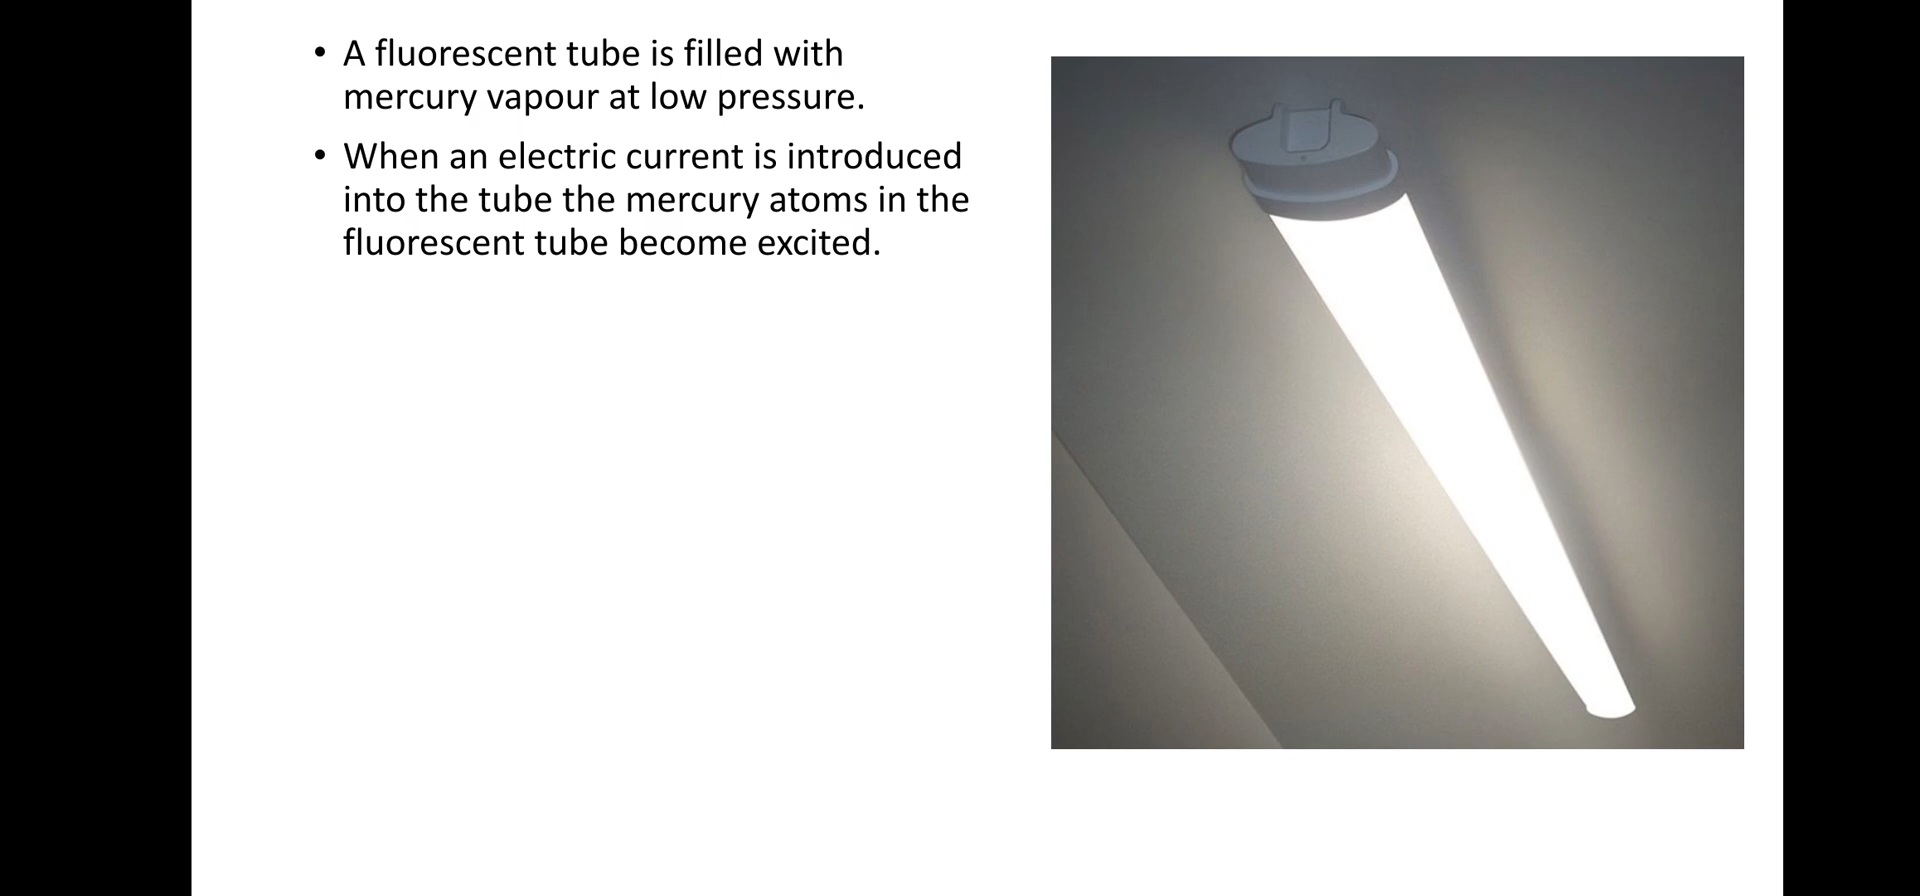 • A fluorescent tube is filled with
mercury vapour at low pressure.
• When an electric current is introduced
into the tube the mercury atoms in the
fluorescent tube become excited.